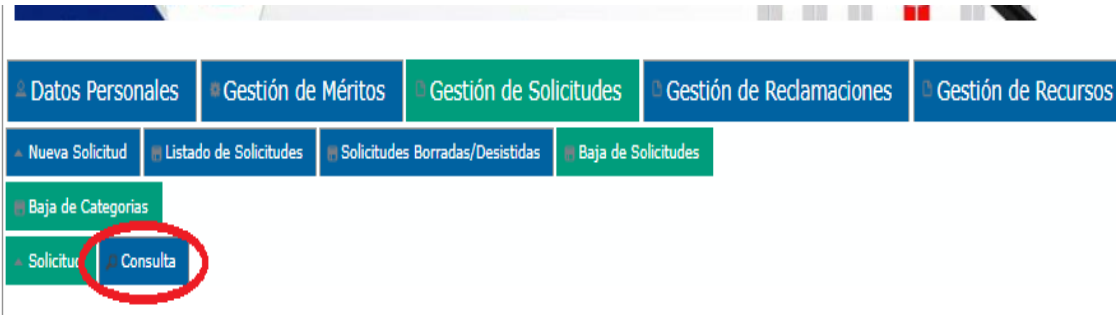 Datos Personales Gestión de Méritos Gestión de Solicitudes Gestión de Reclamaciones Gestión de Recursos
Nueva Solicitud Listado de Solicitudes Solicitudes Borradas/Desistidas Baja de Solicitudes
Baja de Categorias
Solicitud Consulta